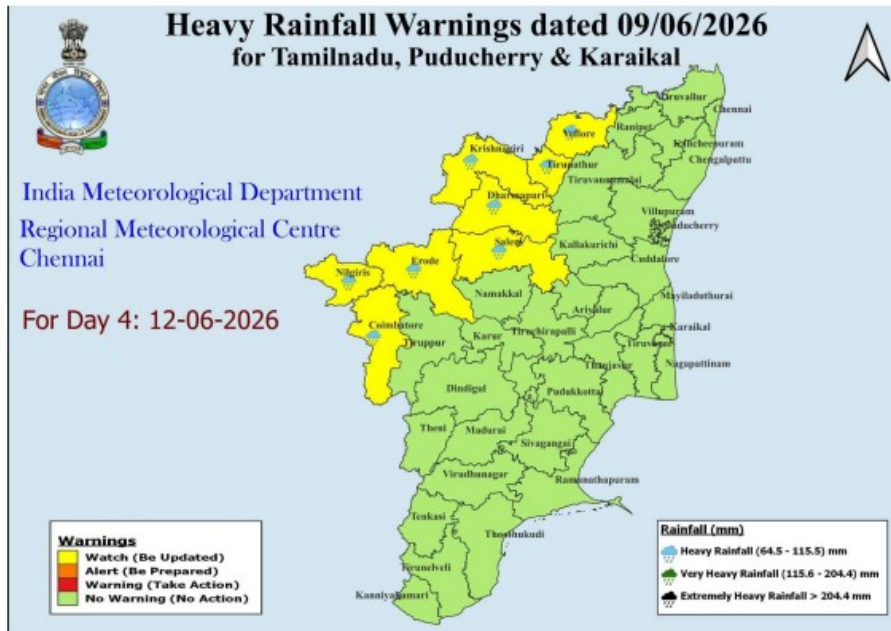 Heavy Rainfall Warnings dated 09/06/2026
for Tamilnadu, Puducherry & Karaikal
India Meteorological Department
Regional Meteorological Centre
Chennai
For Day 4: 12-06-2026
Tiruvallur
Chennai
Vellore
Ranipet
Kancheepuram
Krishnagiri
Chengalpattu
Tirupathur
Tiruvannamalai
Dharmapuri
Villupuram
Puducherry
Salem
Kallakurichi
Erode
Cuddalore
Nilgiris
Namakkal
Mayiladuthurai
Ariyalur
Coimbatore
Karaikal
Tiruppur
Karur
Tiruchirapalli
Tiruvarur
Thanjavur
Nagapattinam
Dindigul
Pudukkottai
Theni
Madurai
Sivagangai
Virudhunagar
Ramanathapuram
Tenkasi
Thoothukudi
Tirunelveli
Kanniyakumari
Warnings
Watch (Be Updated)
Alert (Be Prepared)
Warning (Take Action)
No Warning (No Action)
Rainfall (mm)
Heavy Rainfall (64.5 - 115.5) mm
Very Heavy Rainfall (115.6 - 204.4) mm
Extremely Heavy Rainfall > 204.4 mm